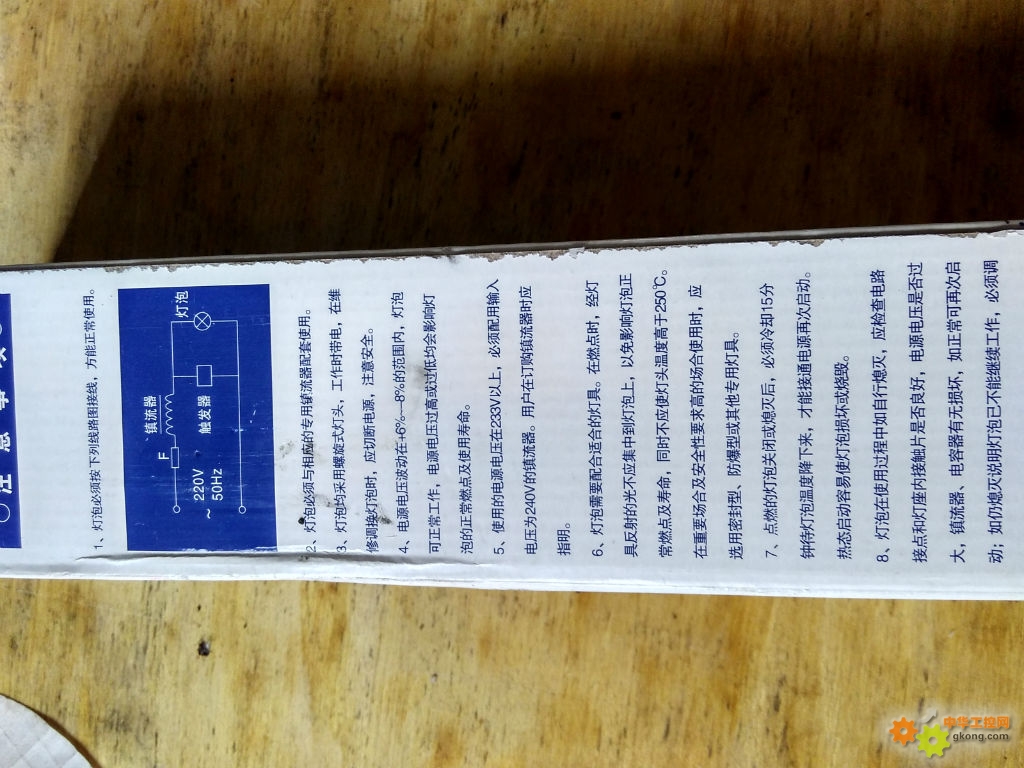 ○ 注 意 事 项 ○
1、灯泡必须按下列线路图接线，方能正常使用。
灯泡
镇流器
F
触发器
～ 220V
50Hz
2、灯泡必须与相应的专用镇流器配套使用。
3、灯泡均采用螺旋式灯头，工作时带电，在维
修调换灯泡时，应切断电源，注意安全。
4、电源电压波动在+6%—8%的范围内，灯泡
可正常工作，电源电压过高或过低均会影响灯
泡的正常燃点及使用寿命。
5、使用的电源电压在233V以上，必须配用输入
电压为240V的镇流器。用户在订购镇流器时应
指明。
6、灯泡需要配合适合的灯具。在燃点时，经灯
具反射的光不应集中到灯泡上，以免影响灯泡正
常燃点及寿命，同时不应使灯头温度高于250℃。
在重要场合及安全性要求高的场合使用时，应
选用密封型、防爆型或其他专用灯具。
7、点燃的灯泡关闭或熄灭后，必须冷却15分
钟待灯泡温度降下来，才能接通电源再次启动。
热态启动容易使灯泡损坏或烧毁。
8、灯泡在使用过程中如自行熄灭，应检查电路
接点和灯座内接触片是否良好，电源电压是否过
大，镇流器、电容器有无损坏，如正常可再次启
动；如仍熄灭说明灯泡已不能继续工作，必须调
中华工控网
gkong.com